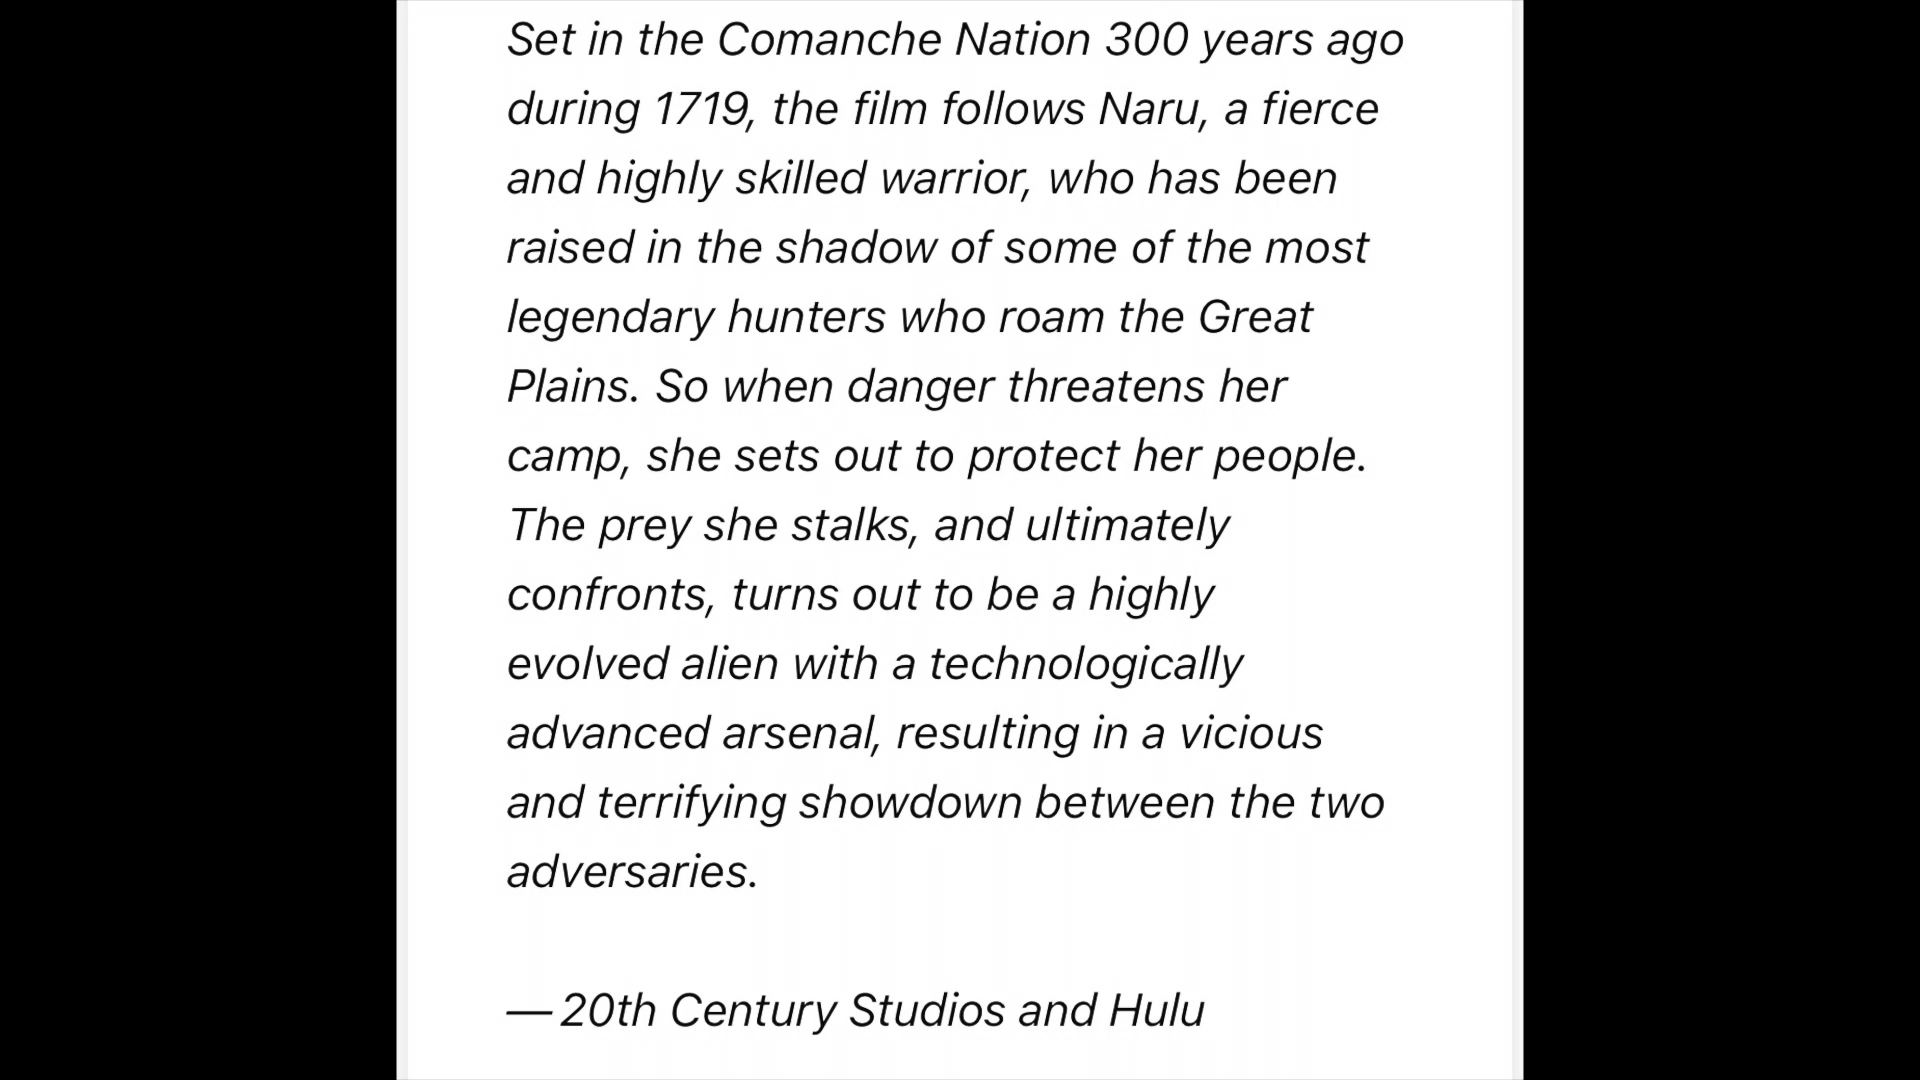 Set in the Comanche Nation 300 years ago
during 1719, the film follows Naru, a fierce
and highly skilled warrior, who has been
raised in the shadow of some of the most
legendary hunters who roam the Great
Plains. So when danger threatens her
camp, she sets out to protect her people.
The prey she stalks, and ultimately
confronts, turns out to be a highly
evolved alien with a technologically
advanced arsenal, resulting in a vicious
and terrifying showdown between the two
adversaries.
— 20th Century Studios and Hulu